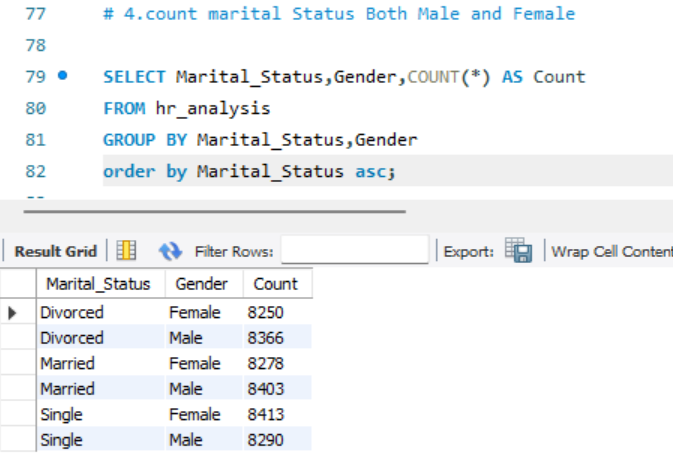 77 # 4.count marital Status Both Male and Female
78
79 SELECT Marital_Status,Gender,COUNT(*) AS Count
80 FROM hr_analysis
81 GROUP BY Marital_Status,Gender
82 order by Marital_Status asc;
Result Grid Filter Rows: Export: Wrap Cell Content
Marital_Status Gender Count
Divorced Female 8250
Divorced Male 8366
Married Female 8278
Married Male 8403
Single Female 8413
Single Male 8290